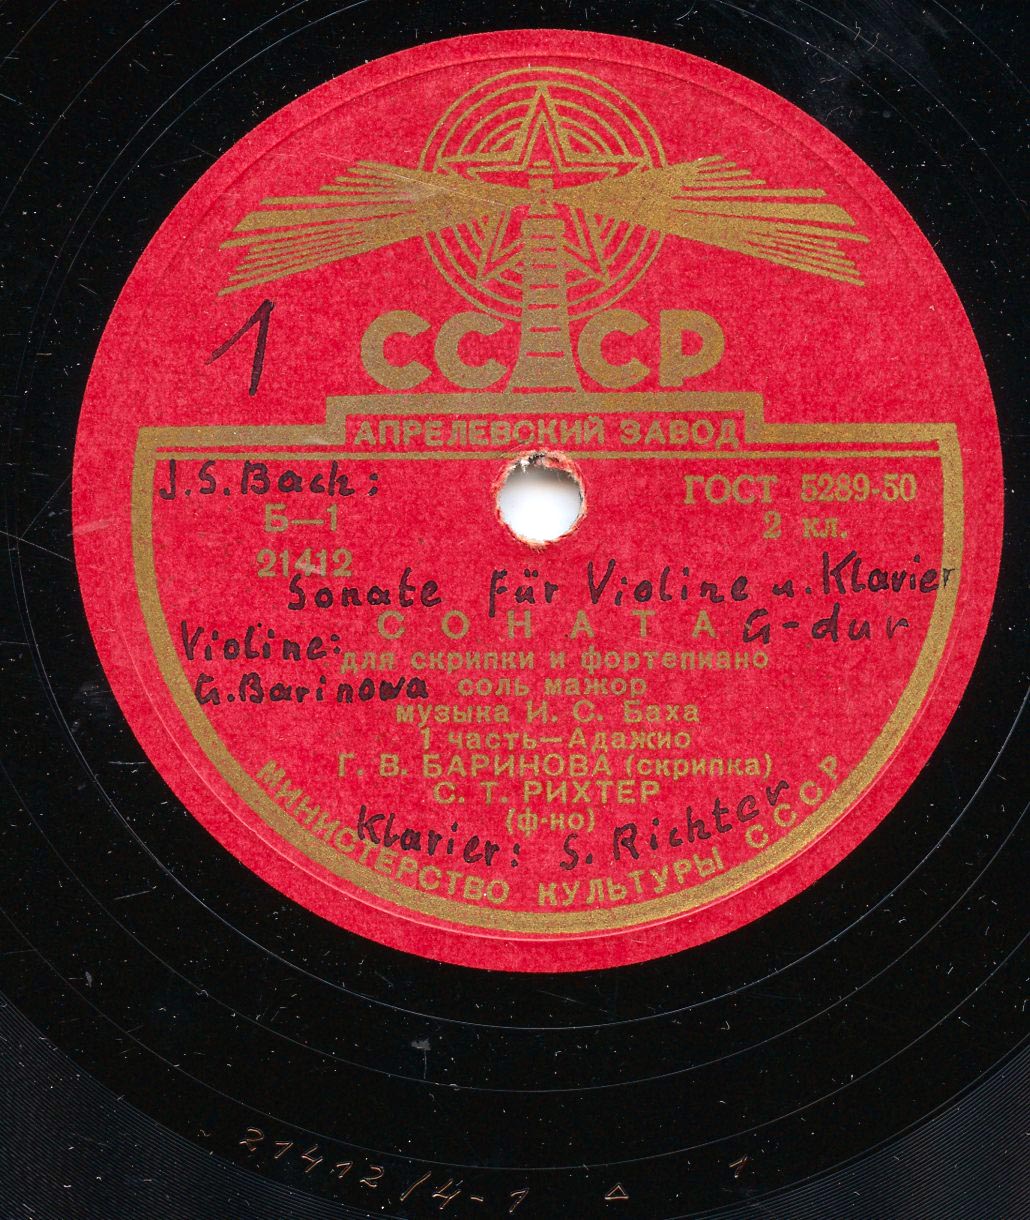 СССР
1
АПРЕЛЕВСКИЙ ЗАВОД
J.S.Bach:
ГОСТ 5289-50
Б—1
2 кл.
21412
Sonate für Violine u. Klavier
СОНАТА
G-dur
Violine:
для скрипки и фортепиано
G.Barinowa
соль мажор
музыка И. С. Баха
1 часть—Адажио
Г. В. БАРИНОВА (скрипка)
С. Т. РИХТЕР
(ф-но)
Klavier: S. Richter
МИНИСТЕРСТВО КУЛЬТУРЫ СССР
21412/4-1 △ 1